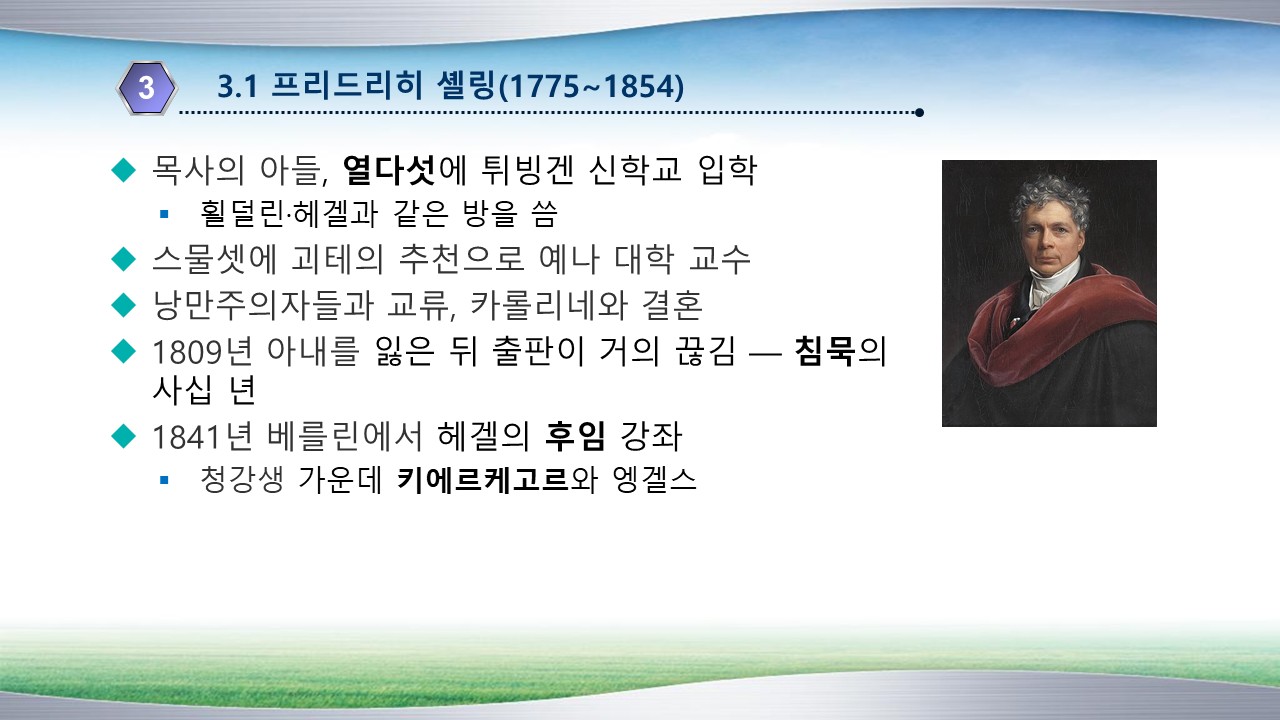 3
3.1 프리드리히 셸링(1775~1854)
목사의 아들, 열다섯에 튀빙겐 신학교 입학
횔덜린·헤겔과 같은 방을 씀
스물셋에 괴테의 추천으로 예나 대학 교수
낭만주의자들과 교류, 카롤리네와 결혼
1809년 아내를 잃은 뒤 출판이 거의 끊김 — 침묵의
사십 년
1841년 베를린에서 헤겔의 후임 강좌
청강생 가운데 키에르케고르와 엥겔스